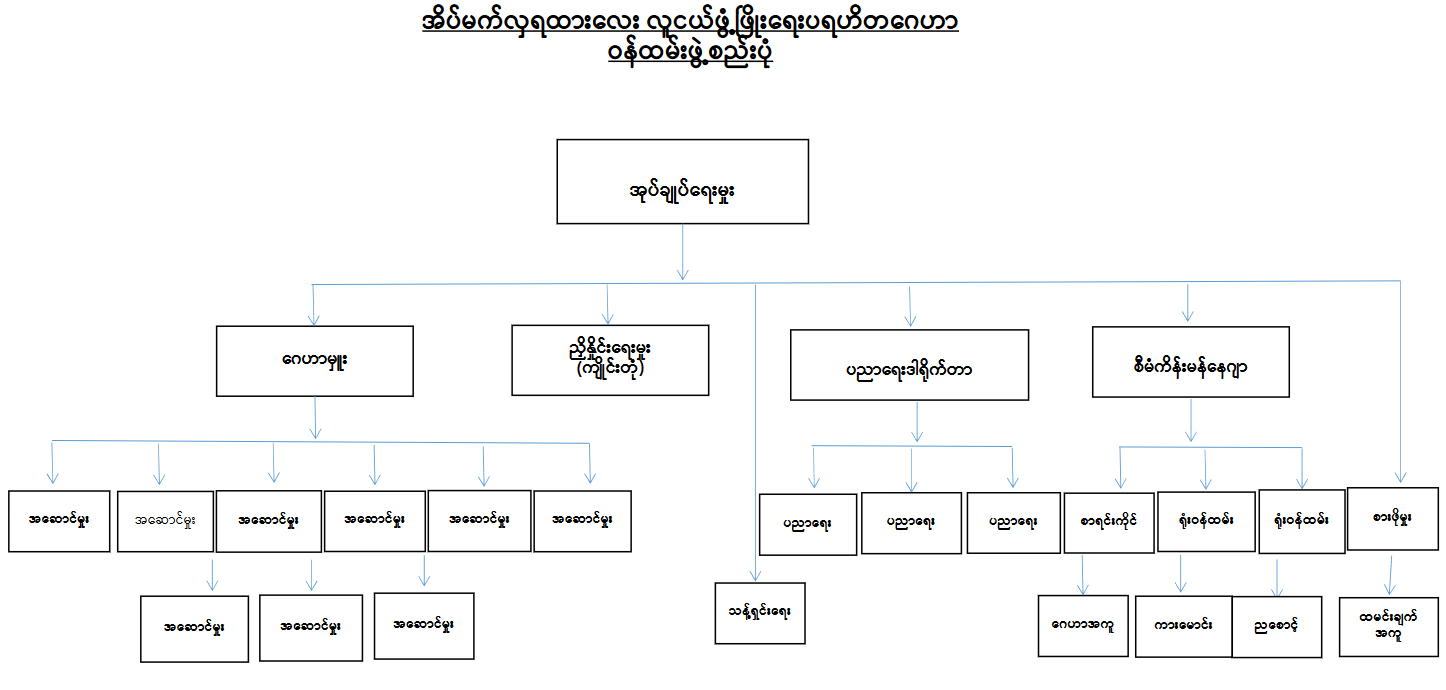 အိပ်မက်လှရထားလေး လူငယ်ဖွံ့ဖြိုးရေးပရဟိတဂေဟာ
ဝန်ထမ်းဖွဲ့စည်းပုံ
အုပ်ချုပ်ရေးမှူး
ဂေဟာမှူး
ညှိနှိုင်းရေးမှူး
(ကျိုင်းတုံ)
ပညာရေးဒါရိုက်တာ
စီမံကိန်းမန်နေဂျာ
အဆောင်မှူး
အဆောင်မှူး
အဆောင်မှူး
အဆောင်မှူး
အဆောင်မှူး
အဆောင်မှူး
ပညာရေး
ပညာရေး
ပညာရေး
စာရင်းကိုင်
ရုံးဝန်ထမ်း
ရုံးဝန်ထမ်း
စားဖိုမှူး
အဆောင်မှူး
အဆောင်မှူး
အဆောင်မှူး
သန့်ရှင်းရေး
ဂေဟာအကူ
ကားမောင်း
ညစောင့်
ထမင်းချက်
အကူ